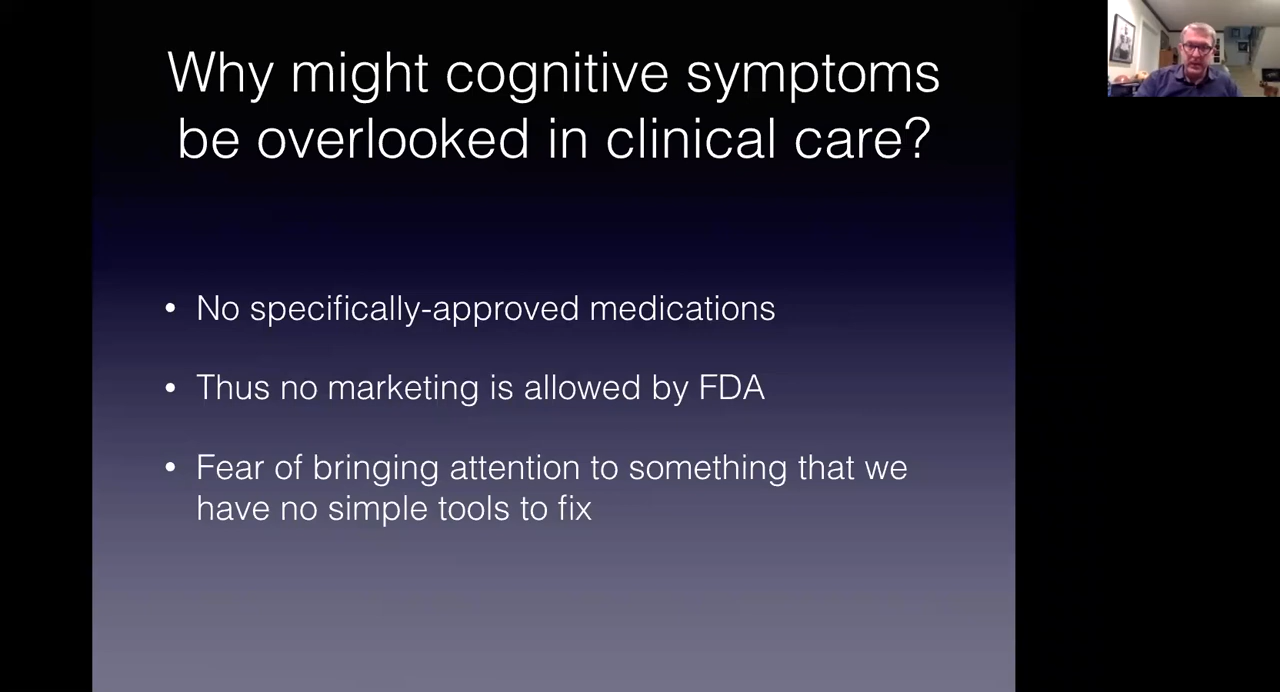 Why might cognitive symptoms
be overlooked in clinical care?
• No specifically-approved medications
• Thus no marketing is allowed by FDA
• Fear of bringing attention to something that we
have no simple tools to fix